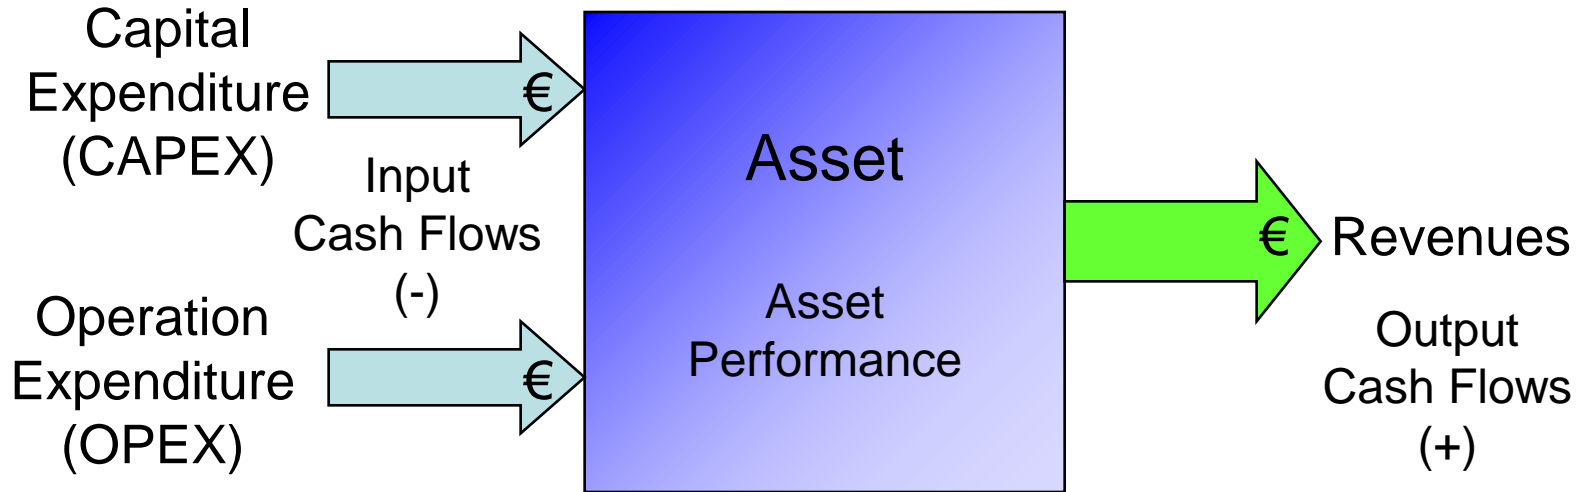 Capital
Expenditure
(CAPEX)
€
Input
Cash Flows
(-)
Operation
Expenditure
(OPEX)
€
Asset
Asset
Performance
€
Revenues
Output
Cash Flows
(+)